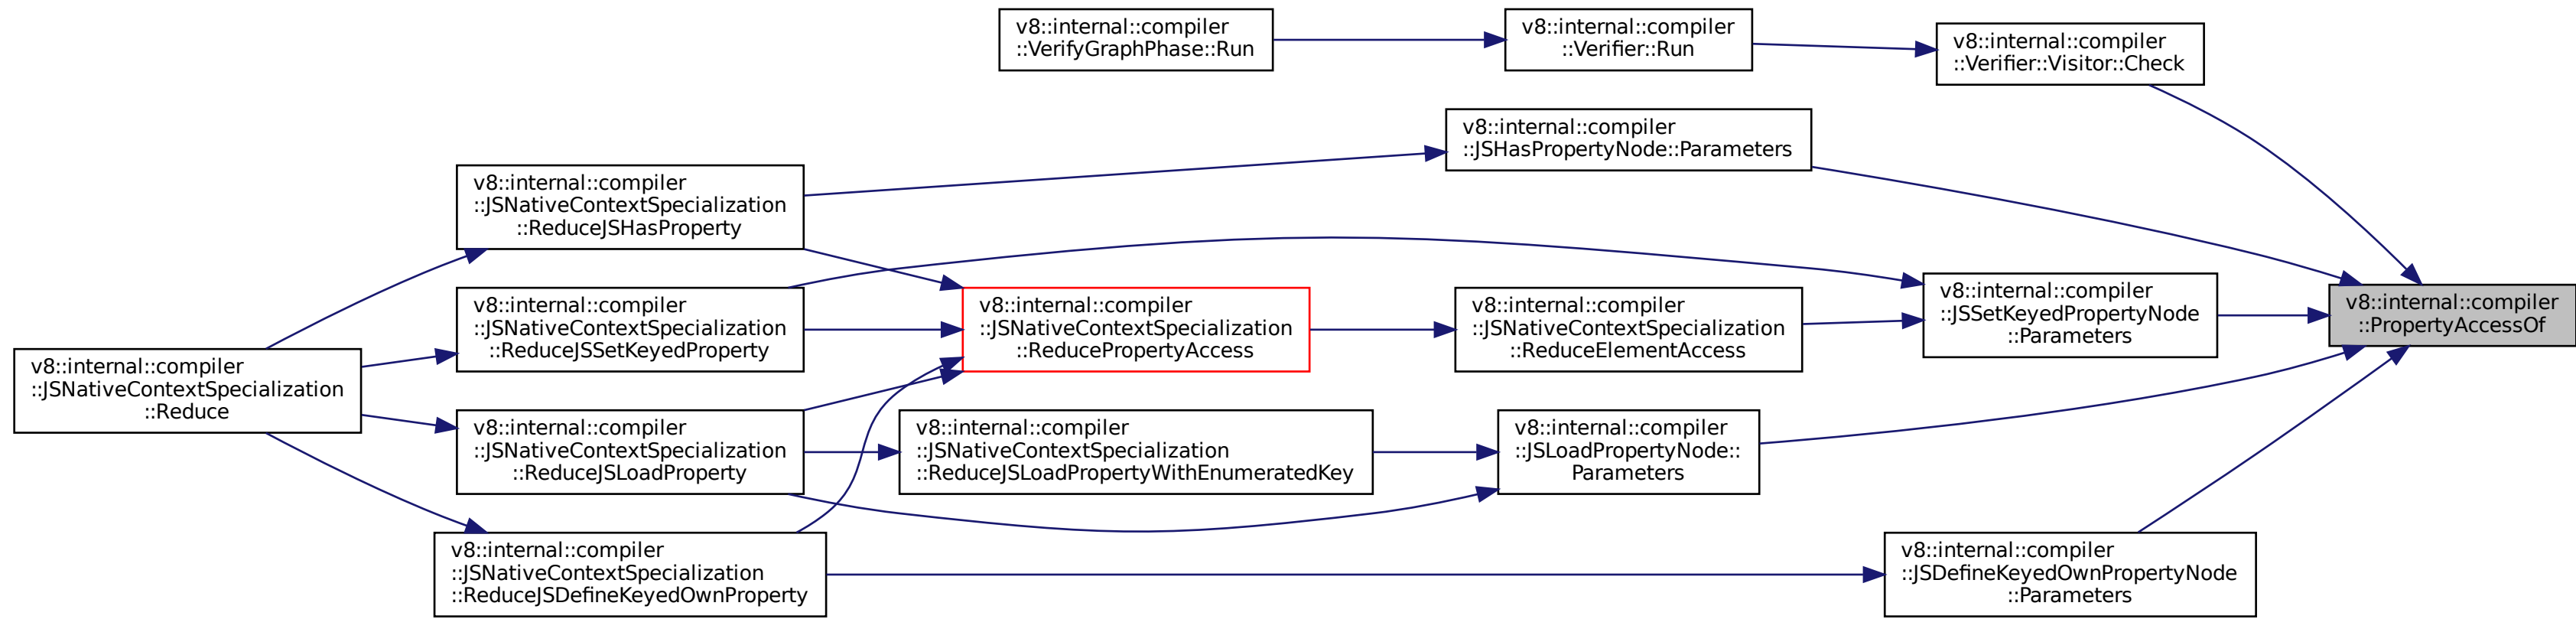 v8::internal::compiler
::VerifyGraphPhase::Run
v8::internal::compiler
::Verifier::Run
v8::internal::compiler
::Verifier::Visitor::Check
v8::internal::compiler
::JSHasPropertyNode::Parameters
v8::internal::compiler
::JSNativeContextSpecialization
::ReduceJSHasProperty
v8::internal::compiler
::JSNativeContextSpecialization
::ReduceJSSetKeyedProperty
v8::internal::compiler
::JSNativeContextSpecialization
::ReducePropertyAccess
v8::internal::compiler
::JSNativeContextSpecialization
::ReduceElementAccess
v8::internal::compiler
::JSSetKeyedPropertyNode
::Parameters
v8::internal::compiler
::PropertyAccessOf
v8::internal::compiler
::JSNativeContextSpecialization
::Reduce
v8::internal::compiler
::JSNativeContextSpecialization
::ReduceJSLoadProperty
v8::internal::compiler
::JSNativeContextSpecialization
::ReduceJSLoadPropertyWithEnumeratedKey
v8::internal::compiler
::JSLoadPropertyNode::
Parameters
v8::internal::compiler
::JSNativeContextSpecialization
::ReduceJSDefineKeyedOwnProperty
v8::internal::compiler
::JSDefineKeyedOwnPropertyNode
::Parameters